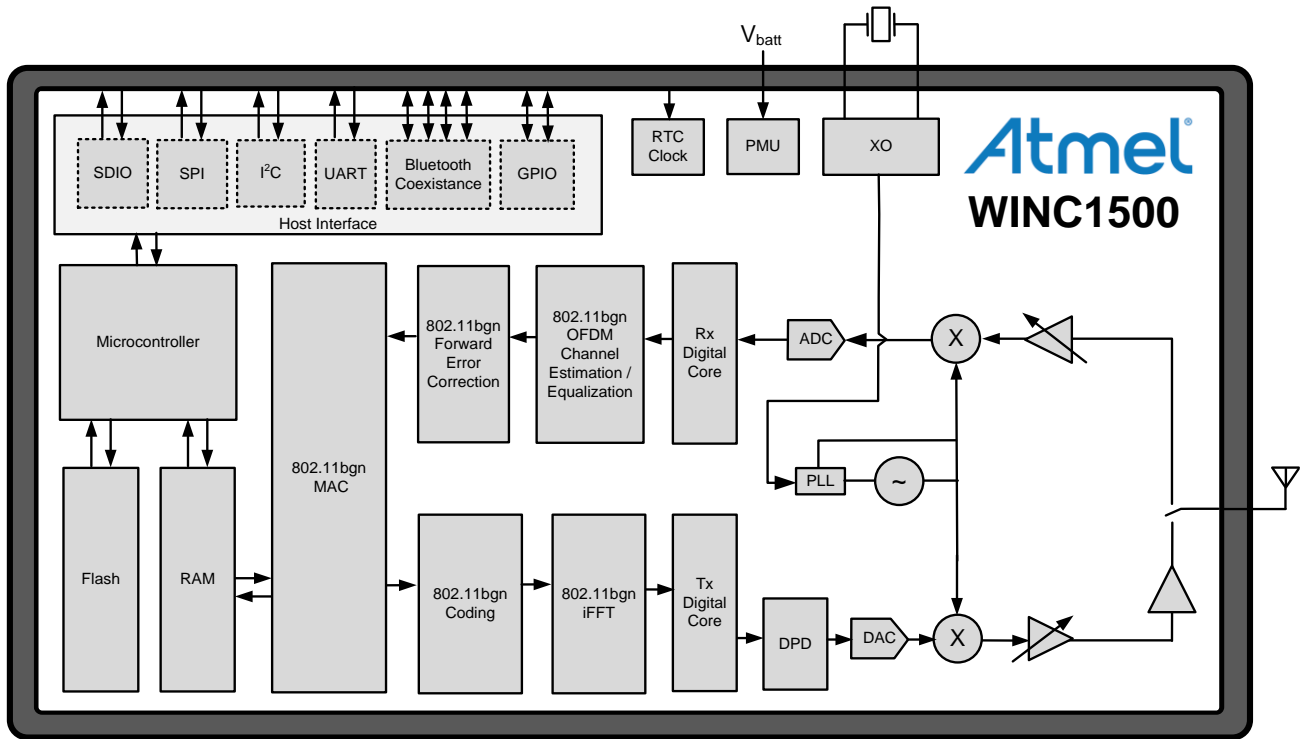 V_batt
SDIO
SPI
I²C
UART
Bluetooth
Coexistance
GPIO
Host Interface
RTC
Clock
PMU
XO
Atmel®
WINC1500
Microcontroller
802.11bgn
MAC
802.11bgn
Forward
Error
Correction
802.11bgn
OFDM
Channel
Estimation /
Equalization
Rx
Digital
Core
ADC
X
PLL
~
Flash
RAM
802.11bgn
Coding
802.11bgn
iFFT
Tx
Digital
Core
DPD
DAC
X